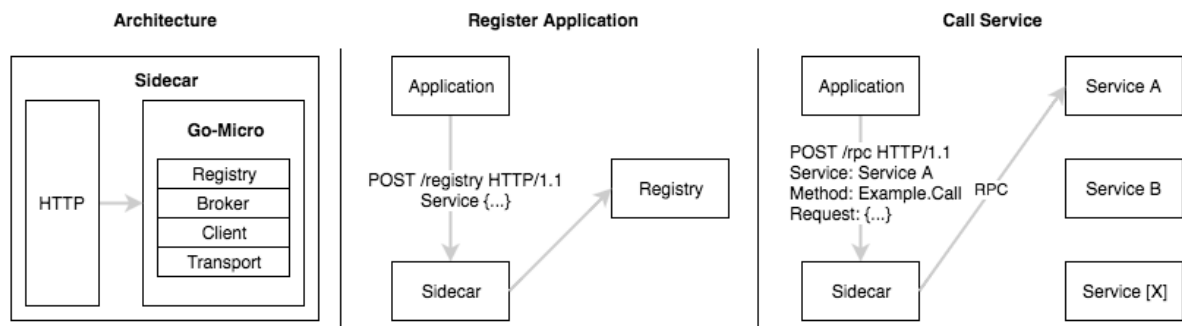 Architecture
Sidecar
HTTP
Go-Micro
Registry
Broker
Client
Transport
Register Application
Application
POST /registry HTTP/1.1
Service {...}
Registry
Sidecar
Call Service
Application
POST /rpc HTTP/1.1
Service: Service A
Method: Example.Call
Request: {...}
RPC
Sidecar
Service A
Service B
Service [X]